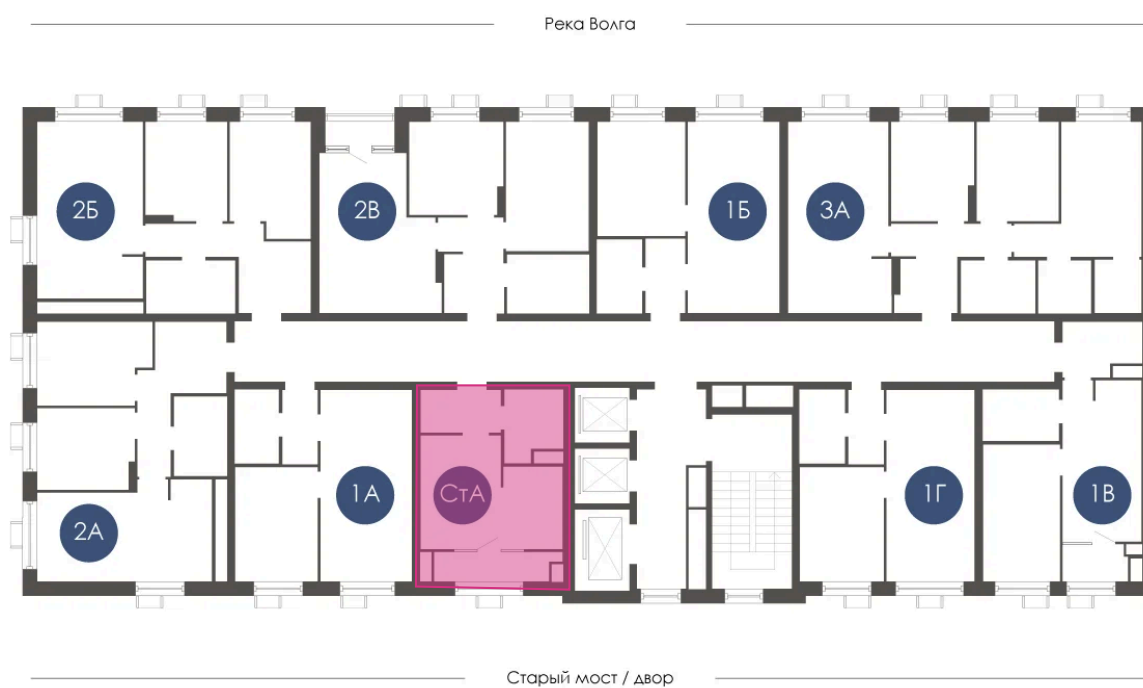 Река Волга
2Б
2В
1Б
3А
2А
1А
СтА
1Г
1В
Старый мост / двор